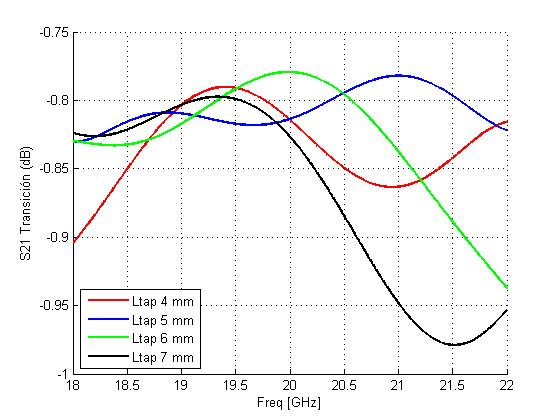 -0.75
-0.8
-0.85
-0.9
-0.95
-1
S21 Transición (dB)
Ltap 4 mm
Ltap 5 mm
Ltap 6 mm
Ltap 7 mm
18 18.5 19 19.5 20 20.5 21 21.5 22
Freq [GHz]